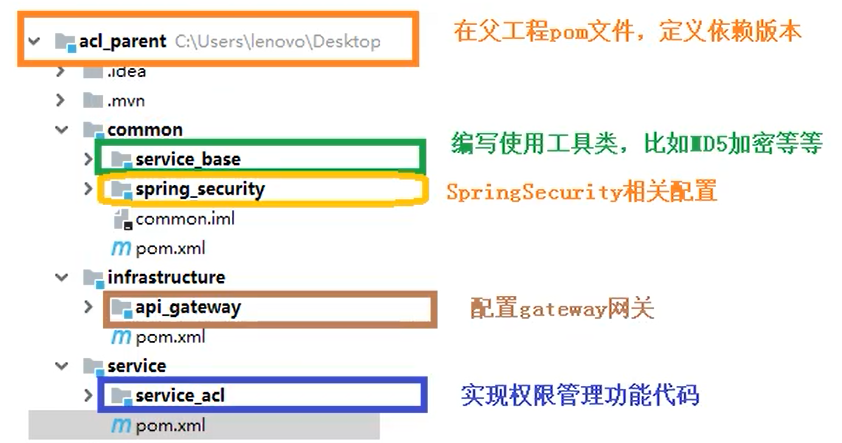 acl_parent C:\Users\lenovo\Desktop 在父工程pom文件，定义依赖版本
.idea
.mvn
common
service_base 编写使用工具类，比如MD5加密等等
spring_security SpringSecurity相关配置
common.iml
pom.xml
infrastructure
api_gateway 配置gateway网关
pom.xml
service
service_acl 实现权限管理功能代码
pom.xml